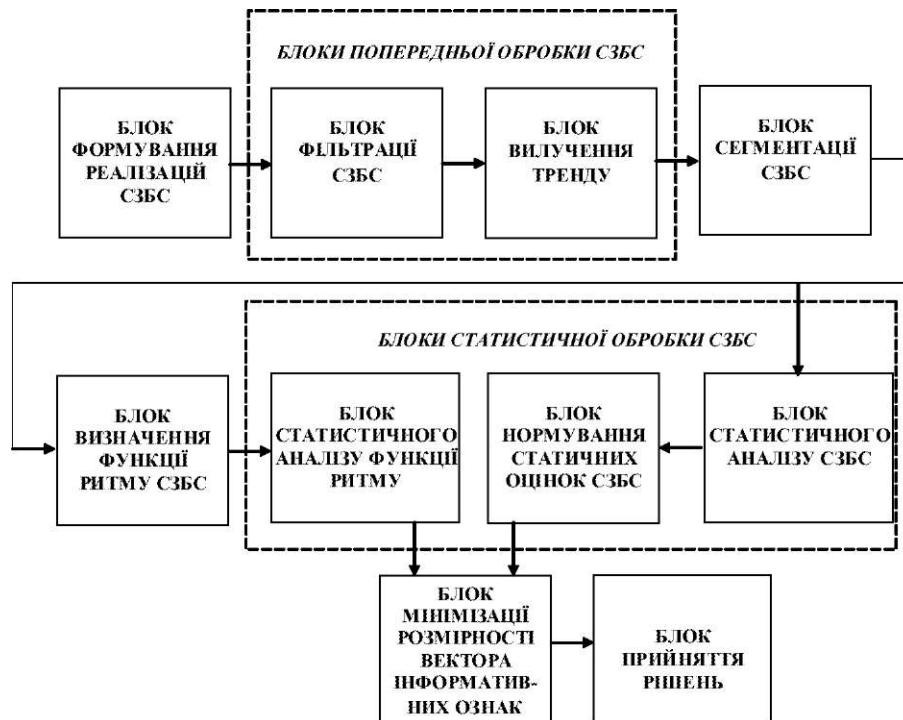 БЛОКИ ПОПЕРЕДНЬОЇ ОБРОБКИ СЗБС
БЛОК
ФОРМУВАННЯ
РЕАЛІЗАЦІЙ
СЗБС
БЛОК
ФІЛЬТРАЦІЇ
СЗБС
БЛОК
ВИЛУЧЕННЯ
ТРЕНДУ
БЛОК
СЕГМЕНТАЦІЇ
СЗБС
БЛОКИ СТАТИСТИЧНОЇ ОБРОБКИ СЗБС
БЛОК
ВИЗНАЧЕННЯ
ФУНКЦІЇ
РИТМУ СЗБС
БЛОК
СТАТИСТИЧНОГО
АНАЛІЗУ ФУНКЦІЇ
РИТМУ
БЛОК
НОРМУВАННЯ
СТАТИЧНИХ
ОЦІНОК СЗБС
БЛОК
СТАТИСТИЧНОГО
АНАЛІЗУ СЗБС
БЛОК
МІНІМІЗАЦІЇ
РОЗМІРНОСТІ
ВЕКТОРА
ІНФОРМАТИВ-
НИХ ОЗНАК
БЛОК
ПРИЙНЯТТЯ
РІШЕНЬ